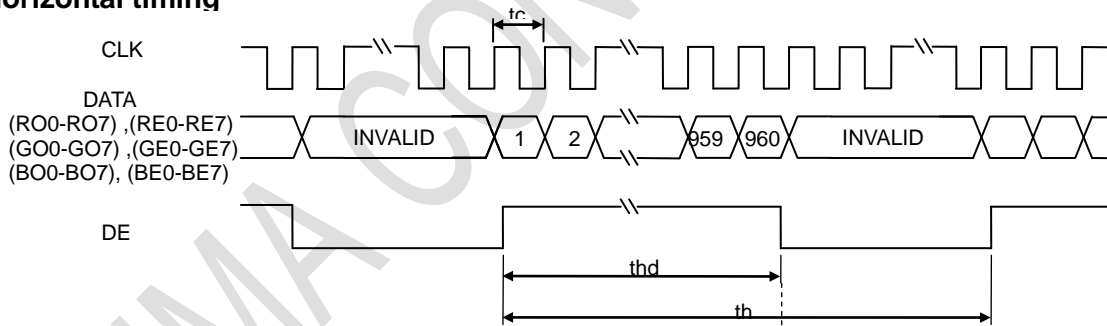 orizontal timing
tc
CLK
DATA
(RO0-RO7) ,(RE0-RE7)
(GO0-GO7) ,(GE0-GE7)
(BO0-BO7), (BE0-BE7)
INVALID 1 2 959 960 INVALID
DE
thd
th